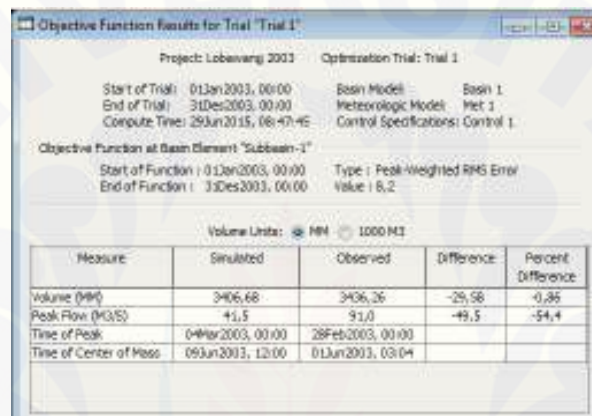 Objective Function Results for Trial "Trial 1"
Project: Lobawang 2003 Optimization Trial: Trial 1
Start of Trial: 01Jan2003, 00:00 Basin Model: Basin 1
End of Trial: 31Des2003, 00:00 Meteorologic Model: Met 1
Compute Time: 29Jun2015, 08:47:45 Control Specifications: Control 1
Objective Function at Basin Element "Subbasin-1"
Start of Function : 01Jan2003, 00:00 Type : Peak-Weighted RMS Error
End of Function : 31Des2003, 00:00 Value : 8,2
Volume Units: MM 1000 M3
Measure Simulated Observed Difference Percent Difference
Volume (MM) 3406,68 3436,26 -29,58 -0,86
Peak Flow (M3/S) 41,5 91,0 -49,5 -54,4
Time of Peak 04Mar2003, 00:00 28Feb2003, 00:00
Time of Center of Mass 09Jun2003, 12:00 01Jun2003, 03:04